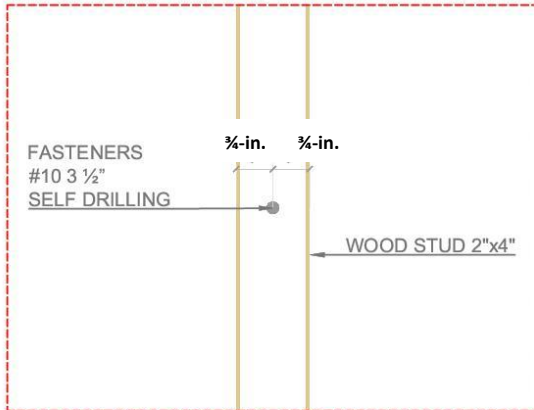 ¾-in. ¾-in.
FASTENERS
#10 3 ½"
SELF DRILLING
WOOD STUD 2"x4"